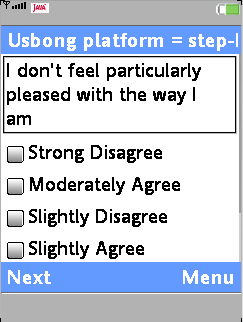 JAVA
Usbong platform = step-
I don't feel particularly
pleased with the way I
am
Strong Disagree
Moderately Agree
Slightly Disagree
Slightly Agree
Next Menu